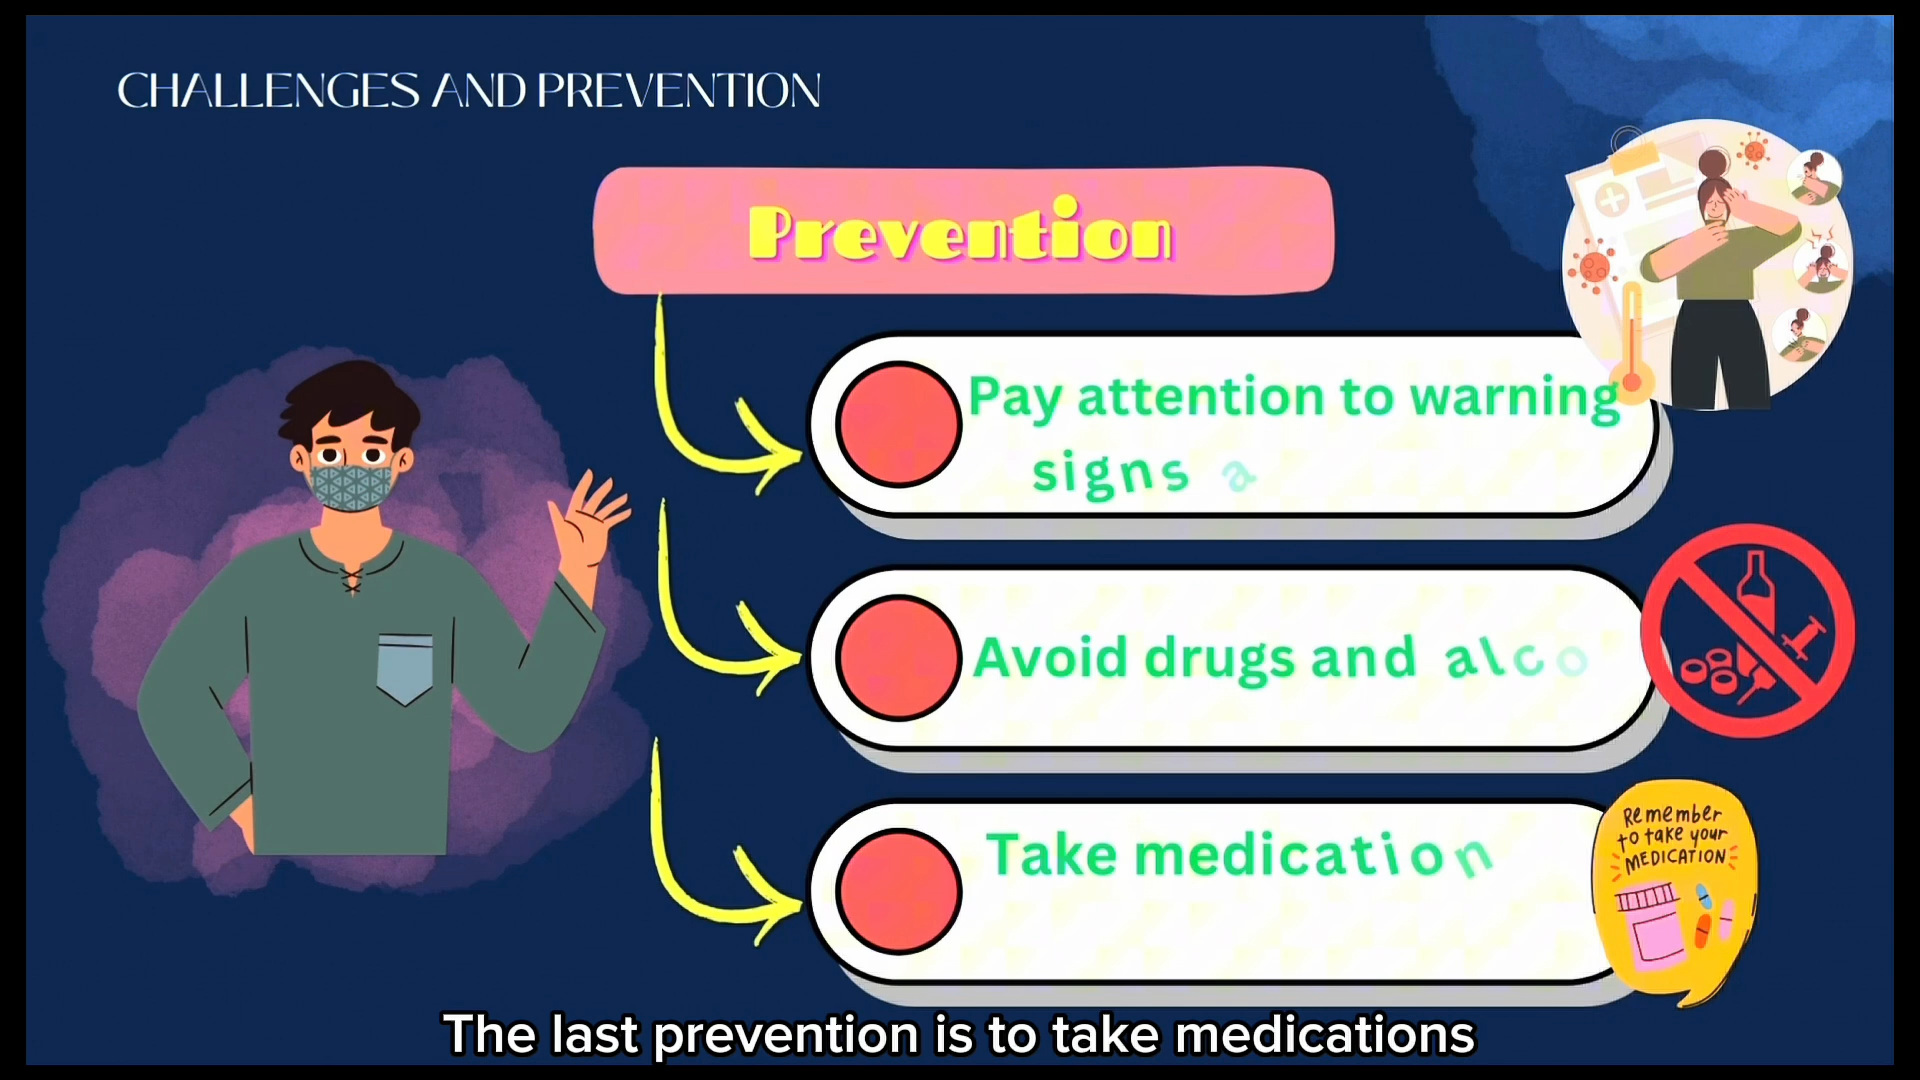 CHALLENGES AND PREVENTION
Prevention
Pay attention to warning
signs a
Avoid drugs and alco
Take medication
Remember
to take your
MEDICATION
The last prevention is to take medications